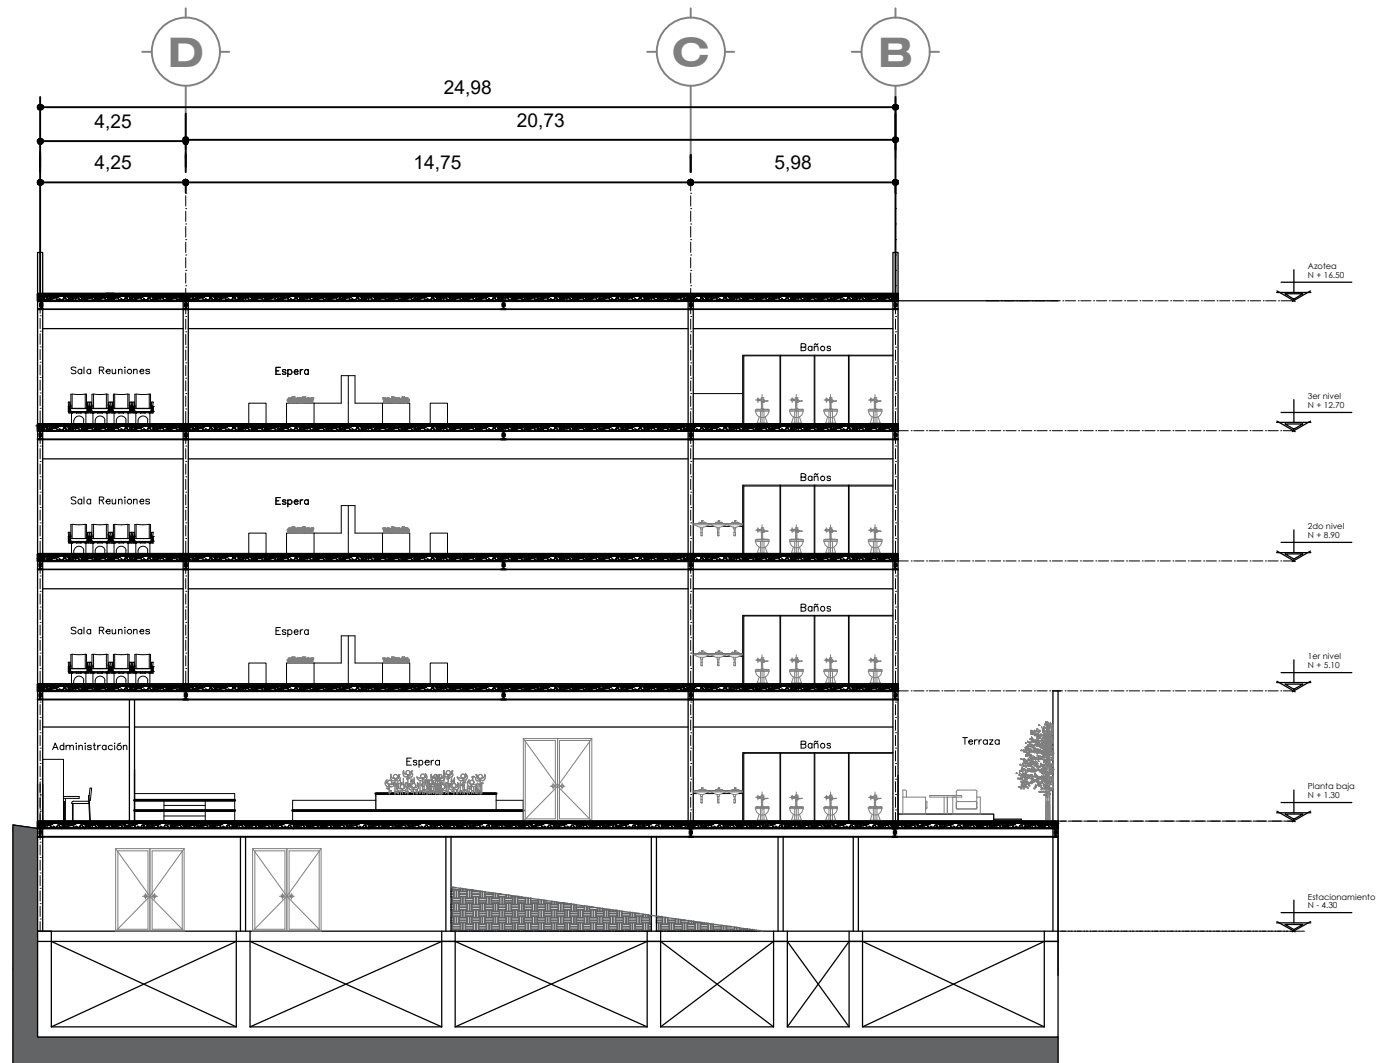 D
C
B
24,98
4,25
20,73
4,25
14,75
5,98
Azotea
N + 16.50
Sala Reuniones
Espera
Baños
3er nivel
N + 12.70
Sala Reuniones
Espera
Baños
2do nivel
N + 8.90
Sala Reuniones
Espera
Baños
1er nivel
N + 5.10
Administración
Espera
Baños
Terraza
Planta baja
N + 1.30
Estacionamiento
N - 4.30